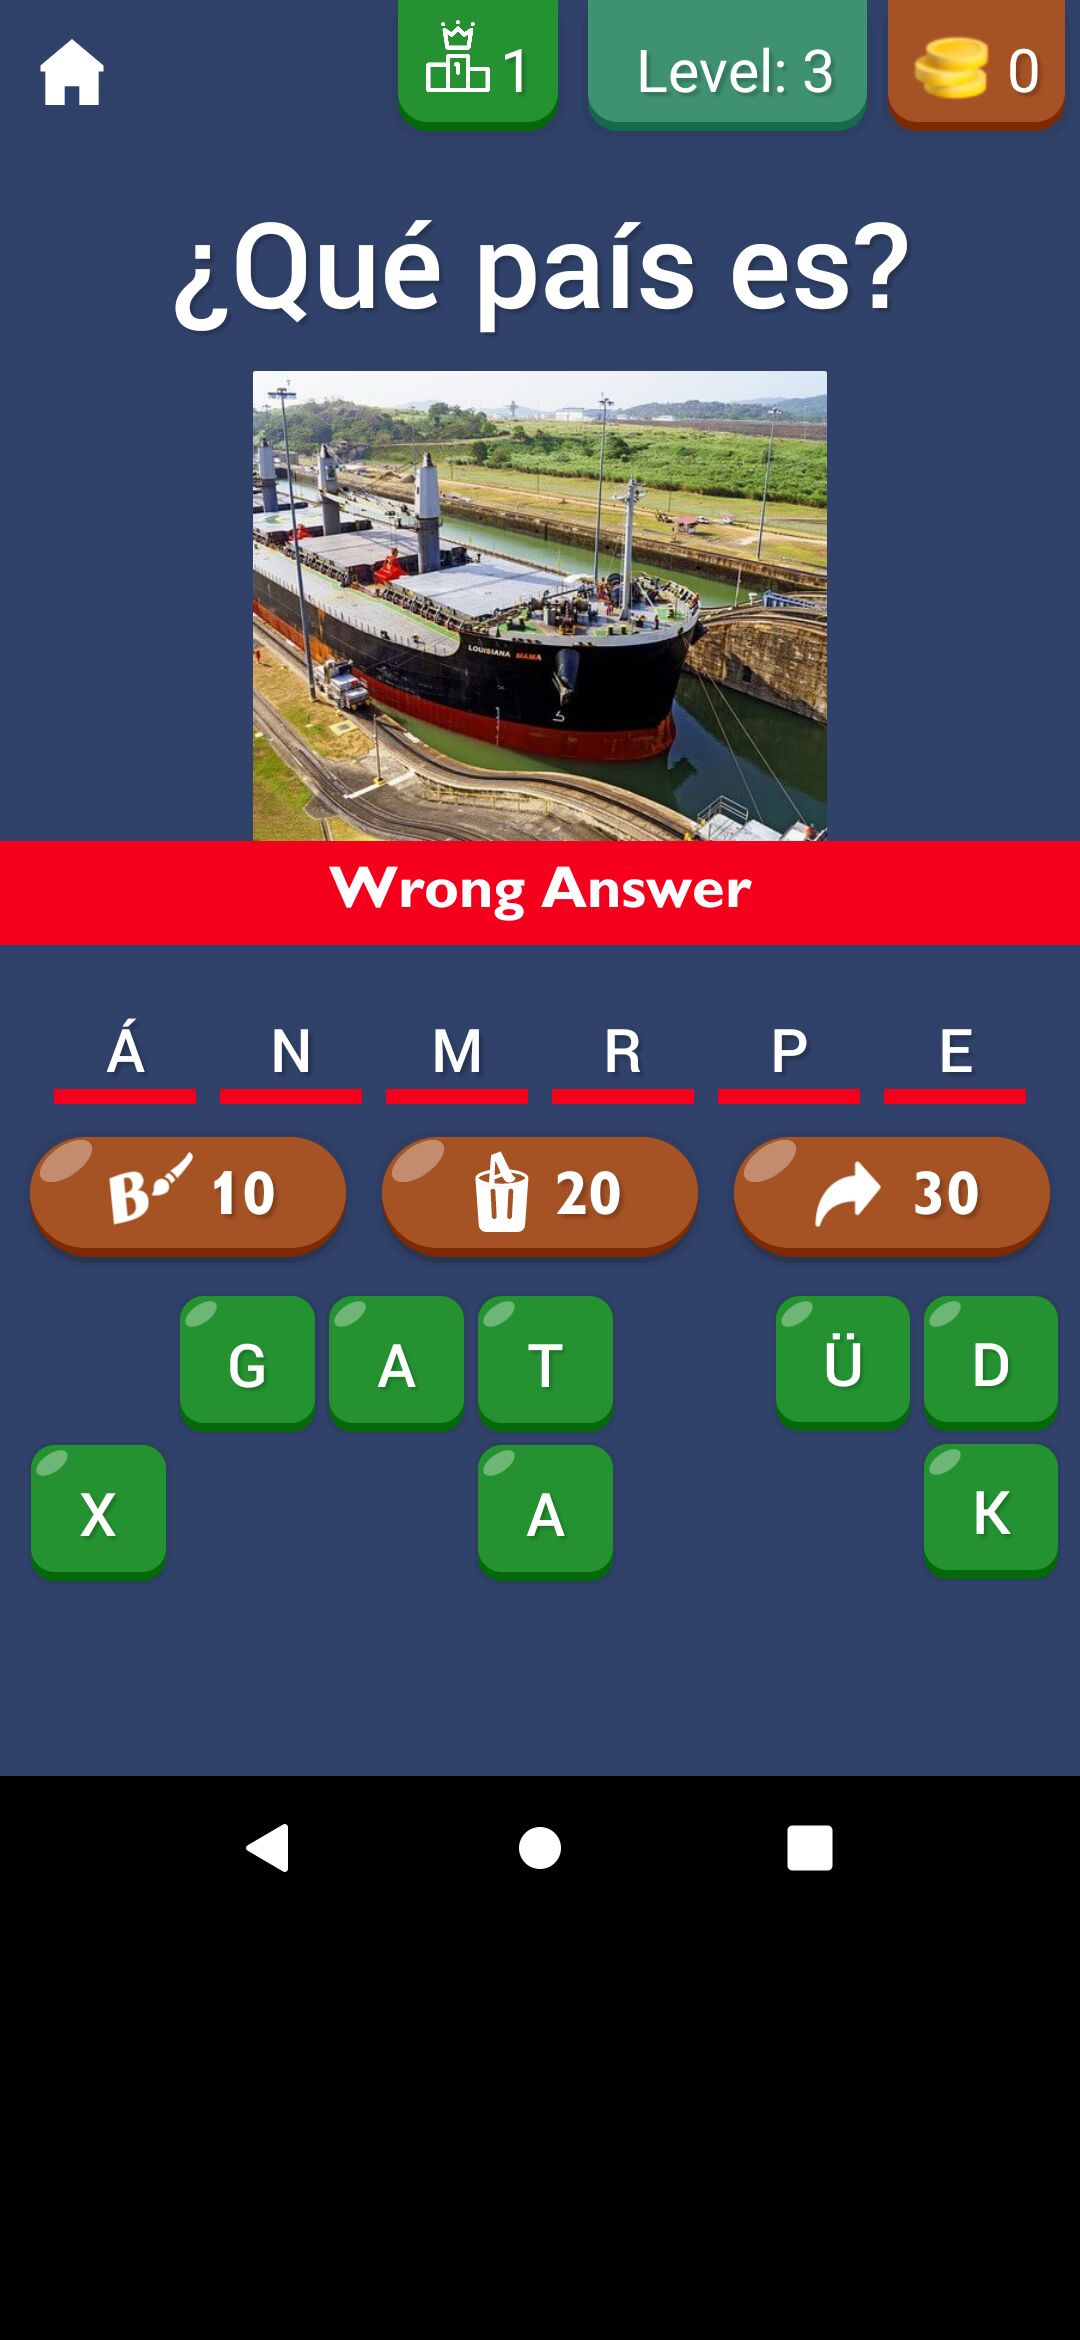 1 Level: 3 0
¿Qué país es?
LOUISIANA MAMA
Wrong Answer
Á N M R P E
B 10 20 30
G A T Ü D
X A K